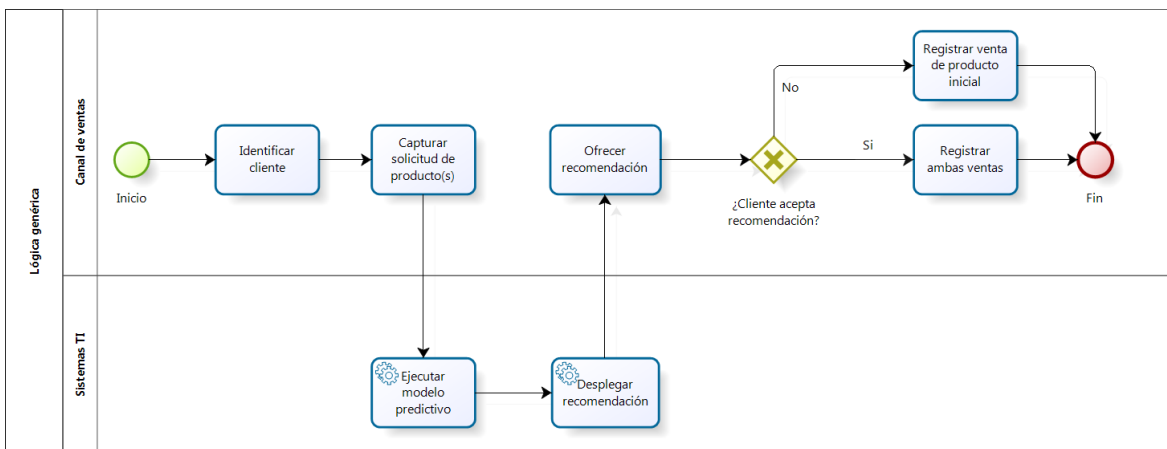 Lógica genérica
Canal de ventas
Inicio
Identificar
cliente
Capturar
solicitud de
producto(s)
Ofrecer
recomendación
¿Cliente acepta
recomendación?
No
Registrar venta
de producto
inicial
Si
Registrar
ambas ventas
Fin
Sistemas TI
Ejecutar
modelo
predictivo
Desplegar
recomendación